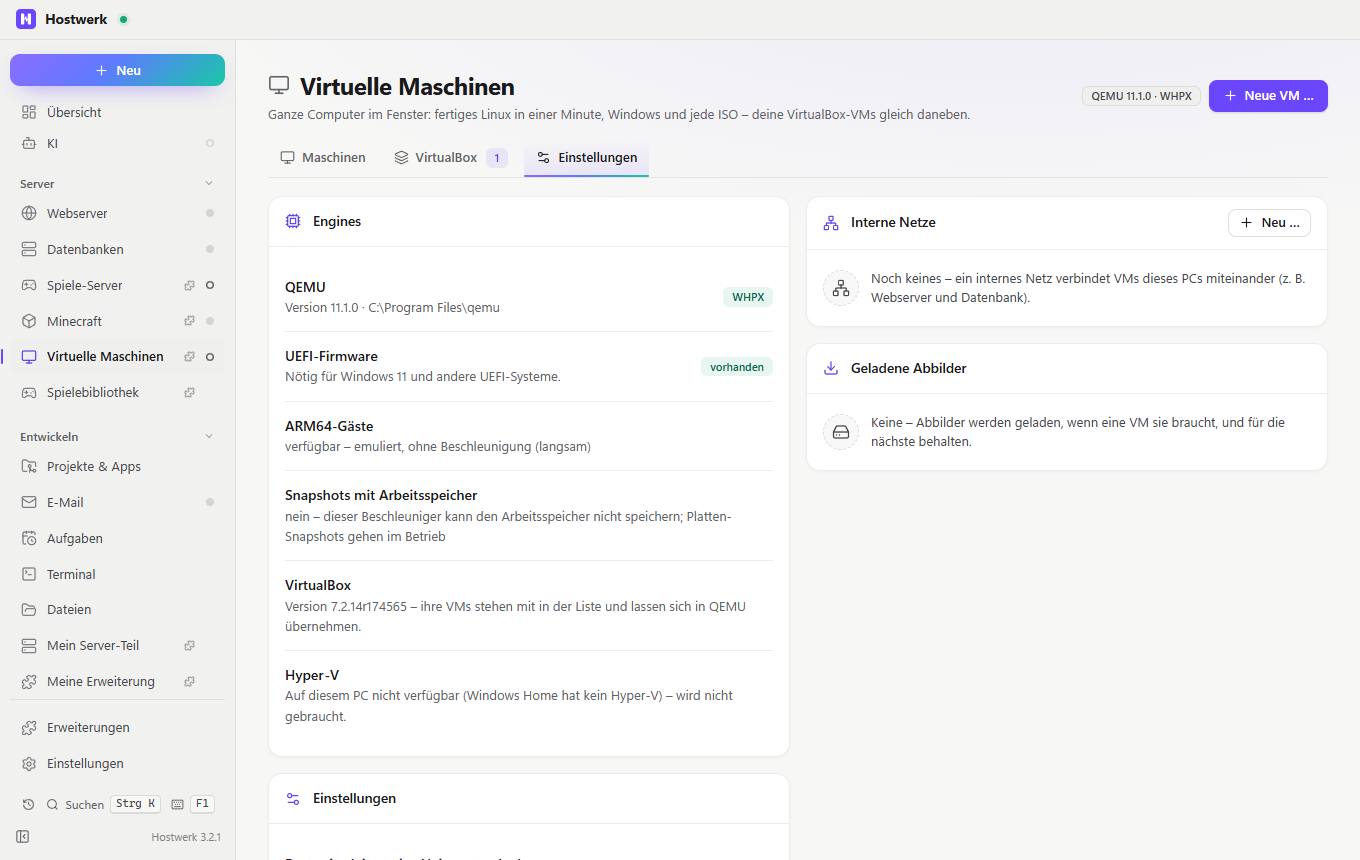 Hostwerk
Neu
Übersicht
KI
Server
Webserver
Datenbanken
Spiele-Server
Minecraft
Virtuelle Maschinen
Spielebibliothek
Entwickeln
Projekte & Apps
E-Mail
Aufgaben
Terminal
Dateien
Mein Server-Teil
Meine Erweiterung
Erweiterungen
Einstellungen
Suchen Strg K F1
Hostwerk 3.2.1
Virtuelle Maschinen
Ganze Computer im Fenster: fertiges Linux in einer Minute, Windows und jede ISO – deine VirtualBox-VMs gleich daneben.
QEMU 11.1.0 · WHPX
Neue VM ...
Maschinen
VirtualBox 1
Einstellungen
Engines
QEMU
Version 11.1.0 · C:\Program Files\qemu
WHPX
UEFI-Firmware
Nötig für Windows 11 und andere UEFI-Systeme.
vorhanden
ARM64-Gäste
verfügbar – emuliert, ohne Beschleunigung (langsam)
Snapshots mit Arbeitsspeicher
nein – dieser Beschleuniger kann den Arbeitsspeicher nicht speichern; Platten-
Snapshots gehen im Betrieb
VirtualBox
Version 7.2.14r174565 – ihre VMs stehen mit in der Liste und lassen sich in QEMU
übernehmen.
Hyper-V
Auf diesem PC nicht verfügbar (Windows Home hat kein Hyper-V) – wird nicht
gebraucht.
Einstellungen
Interne Netze
Neu ...
Noch keines – ein internes Netz verbindet VMs dieses PCs miteinander (z. B.
Webserver und Datenbank).
Geladene Abbilder
Keine – Abbilder werden geladen, wenn eine VM sie braucht, und für die
nächste behalten.